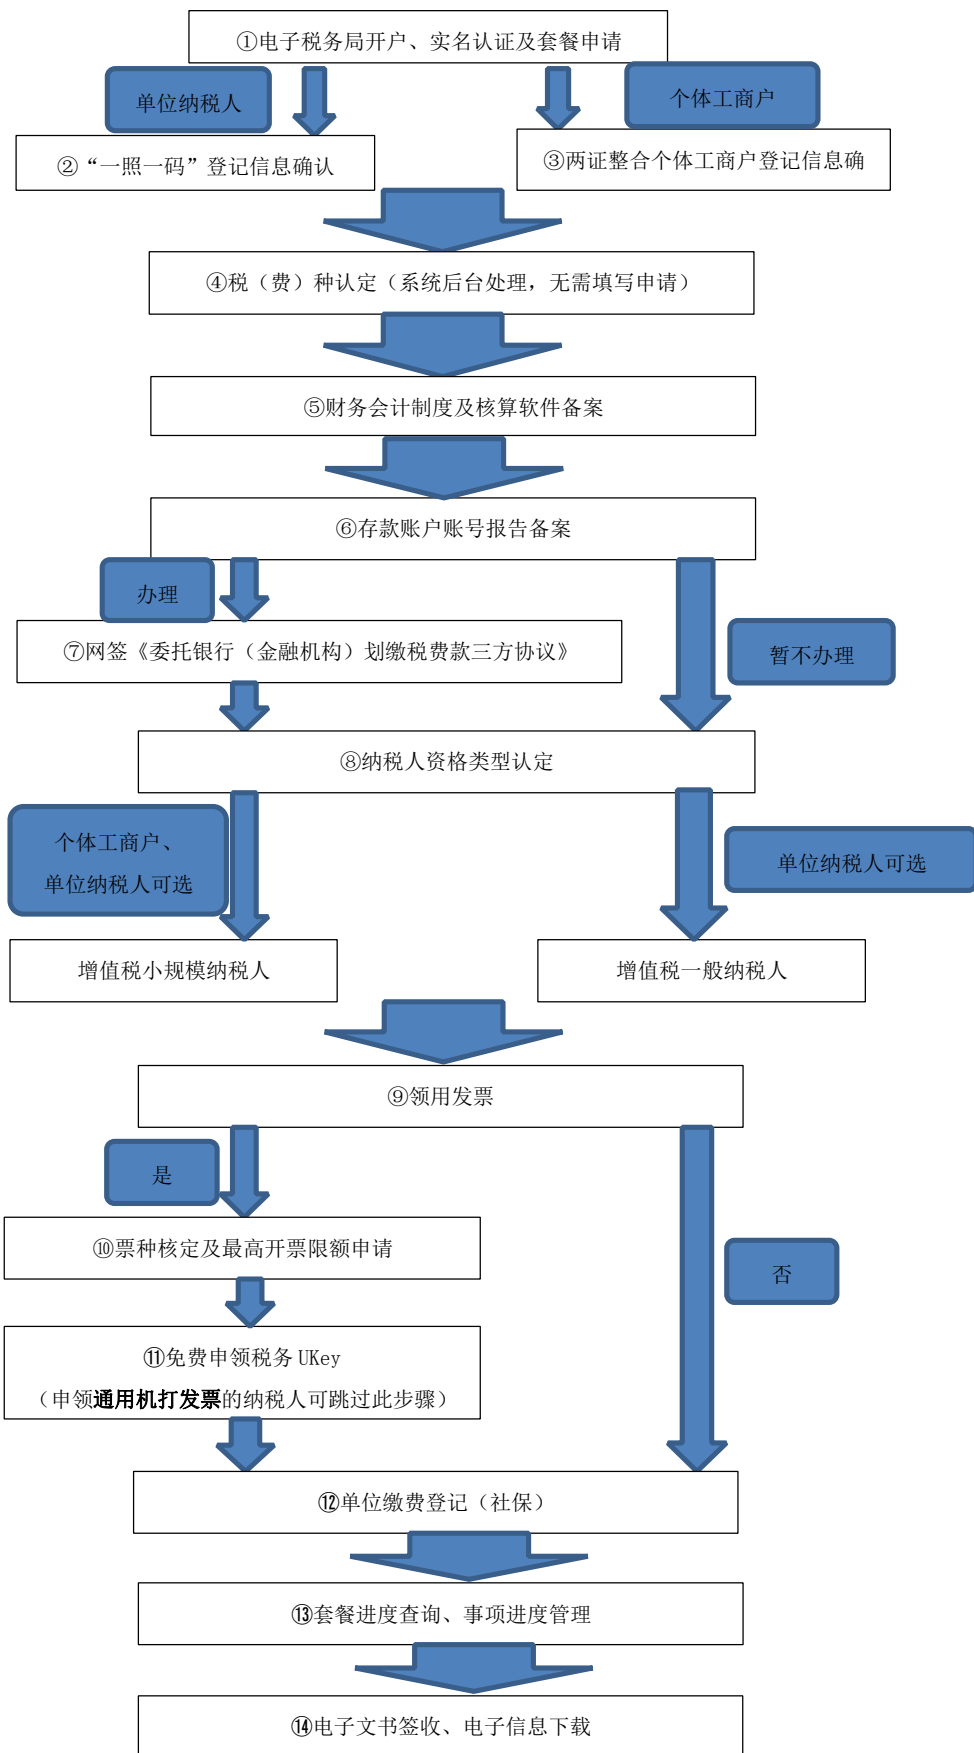 ①电子税务局开户、实名认证及套餐申请
单位纳税人
个体工商户
②“一照一码”登记信息确认
③两证整合个体工商户登记信息确
④税（费）种认定（系统后台处理，无需填写申请）
⑤财务会计制度及核算软件备案
⑥存款账户账号报告备案
办理
⑦网签《委托银行（金融机构）划缴税费款三方协议》
暂不办理
⑧纳税人资格类型认定
个体工商户、
单位纳税人可选
单位纳税人可选
增值税小规模纳税人
增值税一般纳税人
⑨领用发票
是
⑩票种核定及最高开票限额申请
否
⑪免费申领税务 UKey
（申领通用机打发票的纳税人可跳过此步骤）
⑫单位缴费登记（社保）
⑬套餐进度查询、事项进度管理
⑭电子文书签收、电子信息下载